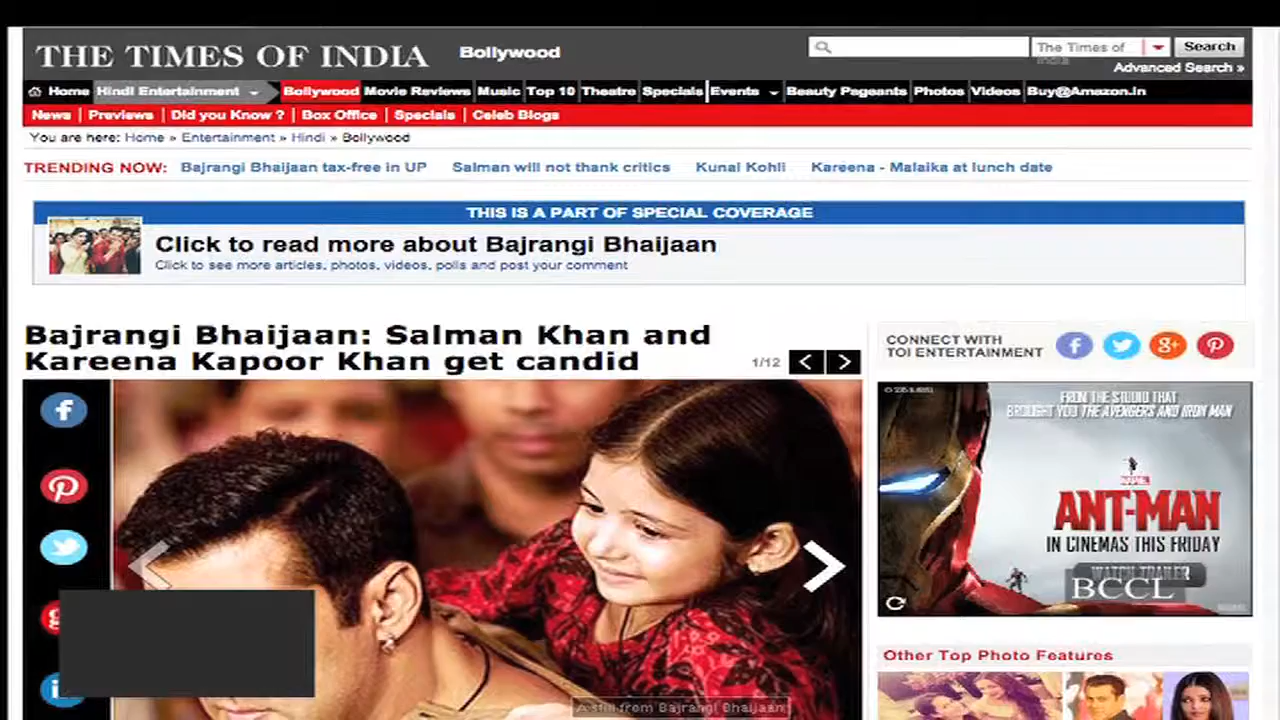 THE TIMES OF INDIA
Bollywood
The Times of India
Search
Advanced Search »
Home Hindi Entertainment Bollywood Movie Reviews Music Top 10 Theatre Specials Events Beauty Pageants Photos Videos Buy@Amazon.in
News | Previews | Did you Know ? | Box Office | Specials | Celeb Blogs
You are here: Home » Entertainment » Hindi » Bollywood
TRENDING NOW: Bajrangi Bhaijaan tax-free in UP Salman will not thank critics Kunal Kohli Kareena - Malaika at lunch date
THIS IS A PART OF SPECIAL COVERAGE
Click to read more about Bajrangi Bhaijaan
Click to see more articles, photos, videos, polls and post your comment
Bajrangi Bhaijaan: Salman Khan and
Kareena Kapoor Khan get candid
1/12
CONNECT WITH
TOI ENTERTAINMENT
FROM THE STUDIO THAT
BROUGHT YOU THE AVENGERS AND IRON MAN
MARVEL
ANT-MAN
IN CINEMAS THIS FRIDAY
WATCH TRAILER
BCCL
Other Top Photo Features
A still from Bajrangi Bhaijaan